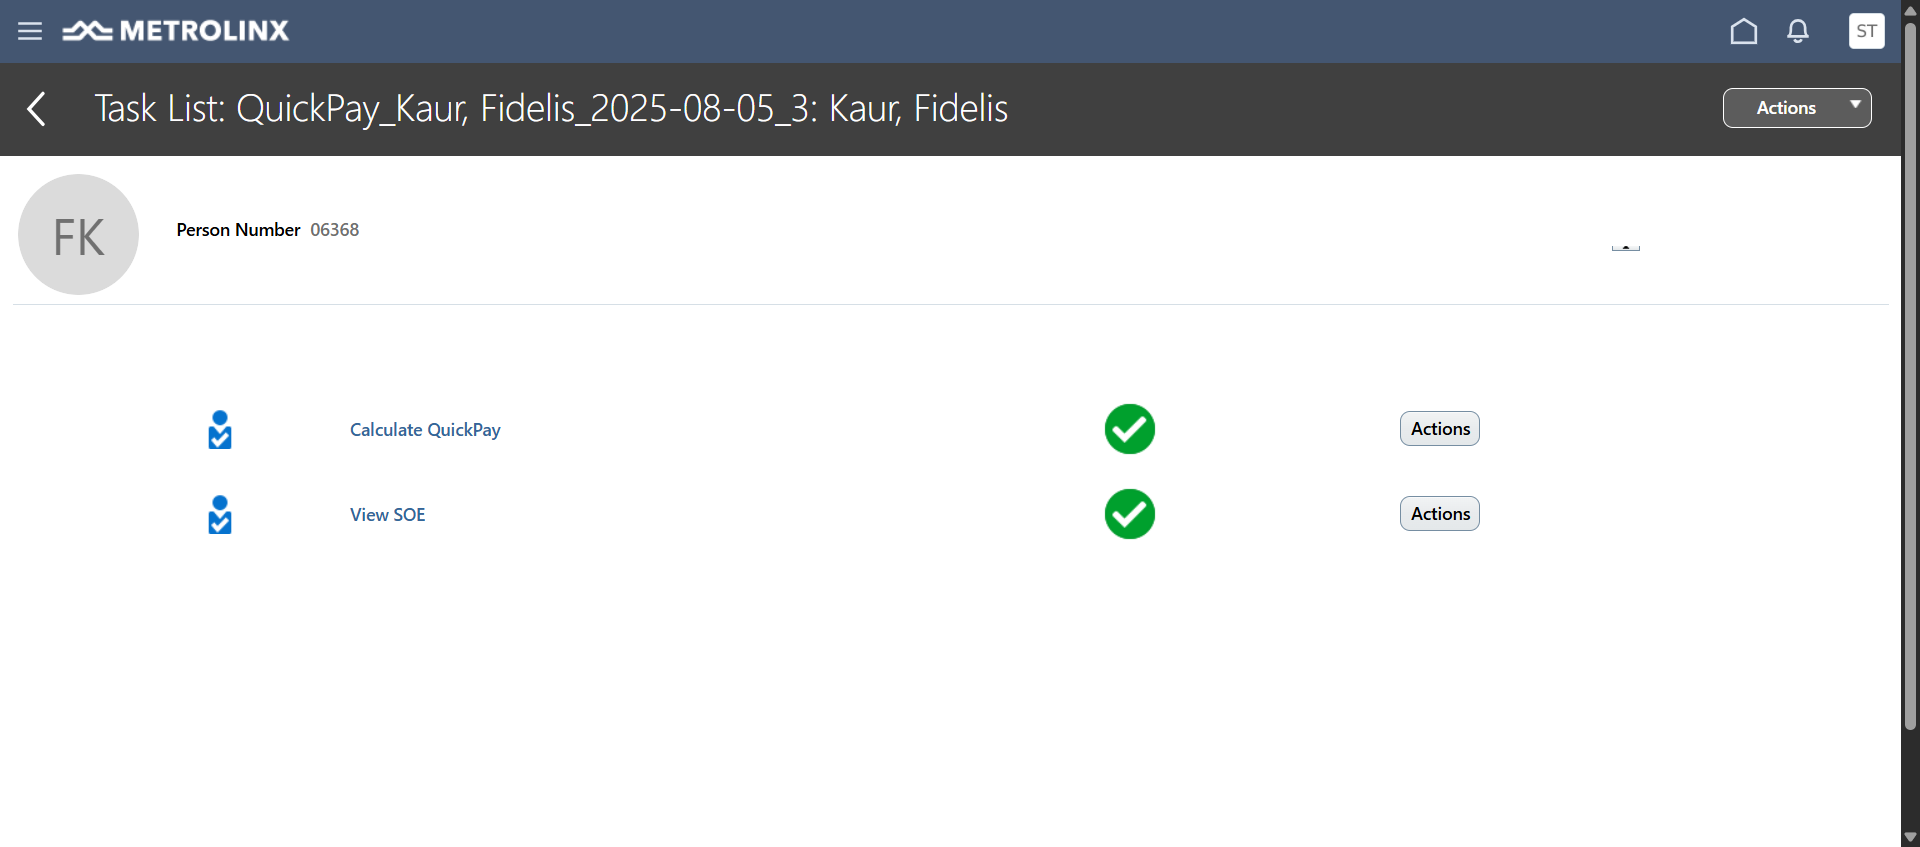 METROLINX
ST
Task List: QuickPay_Kaur, Fidelis_2025-08-05_3: Kaur, Fidelis
Actions
FK
Person Number 06368
Calculate QuickPay
Actions
View SOE
Actions